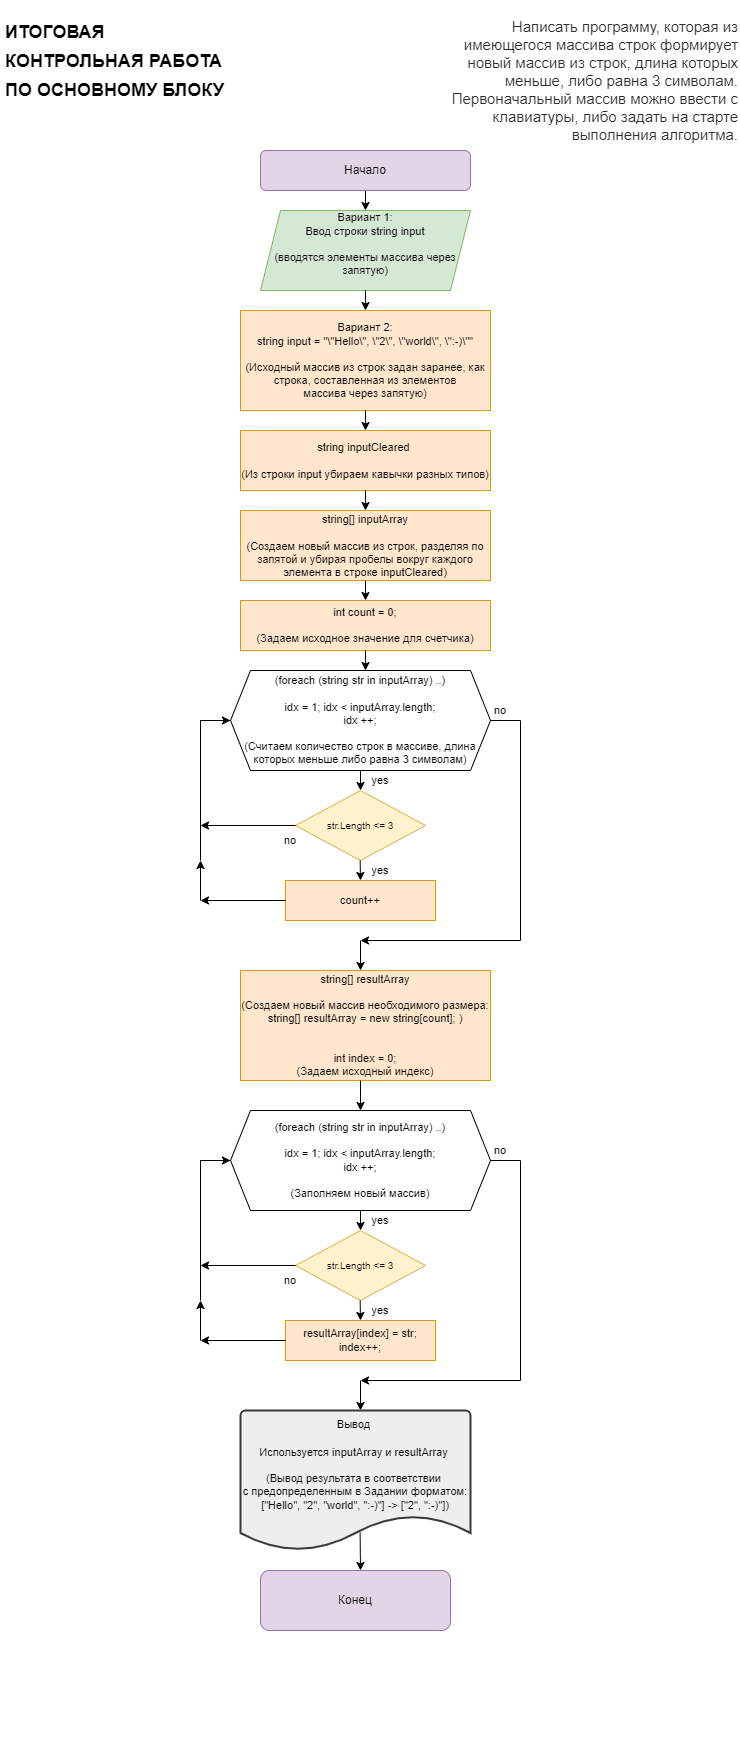 ИТОГОВАЯ
КОНТРОЛЬНАЯ РАБОТА
ПО ОСНОВНОМУ БЛОКУ
Написать программу, которая из
имеющегося массива строк формирует
новый массив из строк, длина которых
меньше, либо равна 3 символам.
Первоначальный массив можно ввести с
клавиатуры, либо задать на старте
выполнения алгоритма.
Начало
Вариант 1:
Ввод строки string input
(вводятся элементы массива через
запятую)
Вариант 2:
string input = "\"Hello\", \"2\", \"world\", \":-)\""
(Исходный массив из строк задан заранее, как
строка, составленная из элементов
массива через запятую)
string inputCleared
(Из строки input убираем кавычки разных типов)
string[] inputArray
(Создаем новый массив из строк, разделяя по
запятой и убирая пробелы вокруг каждого
элемента в строке inputCleared)
int count = 0;
(Задаем исходное значение для счетчика)
(foreach (string str in inputArray) ..)
idx = 1; idx < inputArray.length;
idx ++;
(Считаем количество строк в массиве, длина
которых меньше либо равна 3 символам)
no
yes
str.Length <= 3
no
yes
count++
string[] resultArray
(Создаем новый массив необходимого размера:
string[] resultArray = new string[count]; )
int index = 0;
(Задаем исходный индекс)
(foreach (string str in inputArray) ..)
idx = 1; idx < inputArray.length;
idx ++;
(Заполняем новый массив)
no
yes
str.Length <= 3
no
yes
resultArray[index] = str;
index++;
Вывод
Используется inputArray и resultArray
(Вывод результата в соответствии
с предопределенным в Задании форматом:
["Hello", "2", "world", ":-)"] -> ["2", ":-)"])
Конец